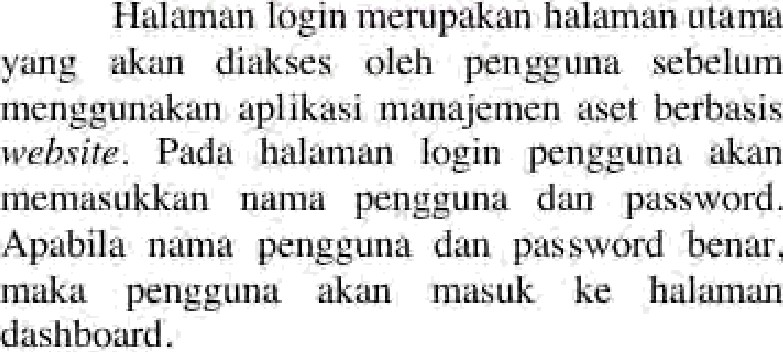 Halaman login merupakan halaman utama
yang akan diakses oleh pengguna sebelum
menggunakan aplikasi manajemen aset berbasis
website. Pada halaman login pengguna akan
memasukkan nama pengguna dan password.
Apabila nama pengguna dan password benar,
maka pengguna akan masuk ke halaman
dashboard.